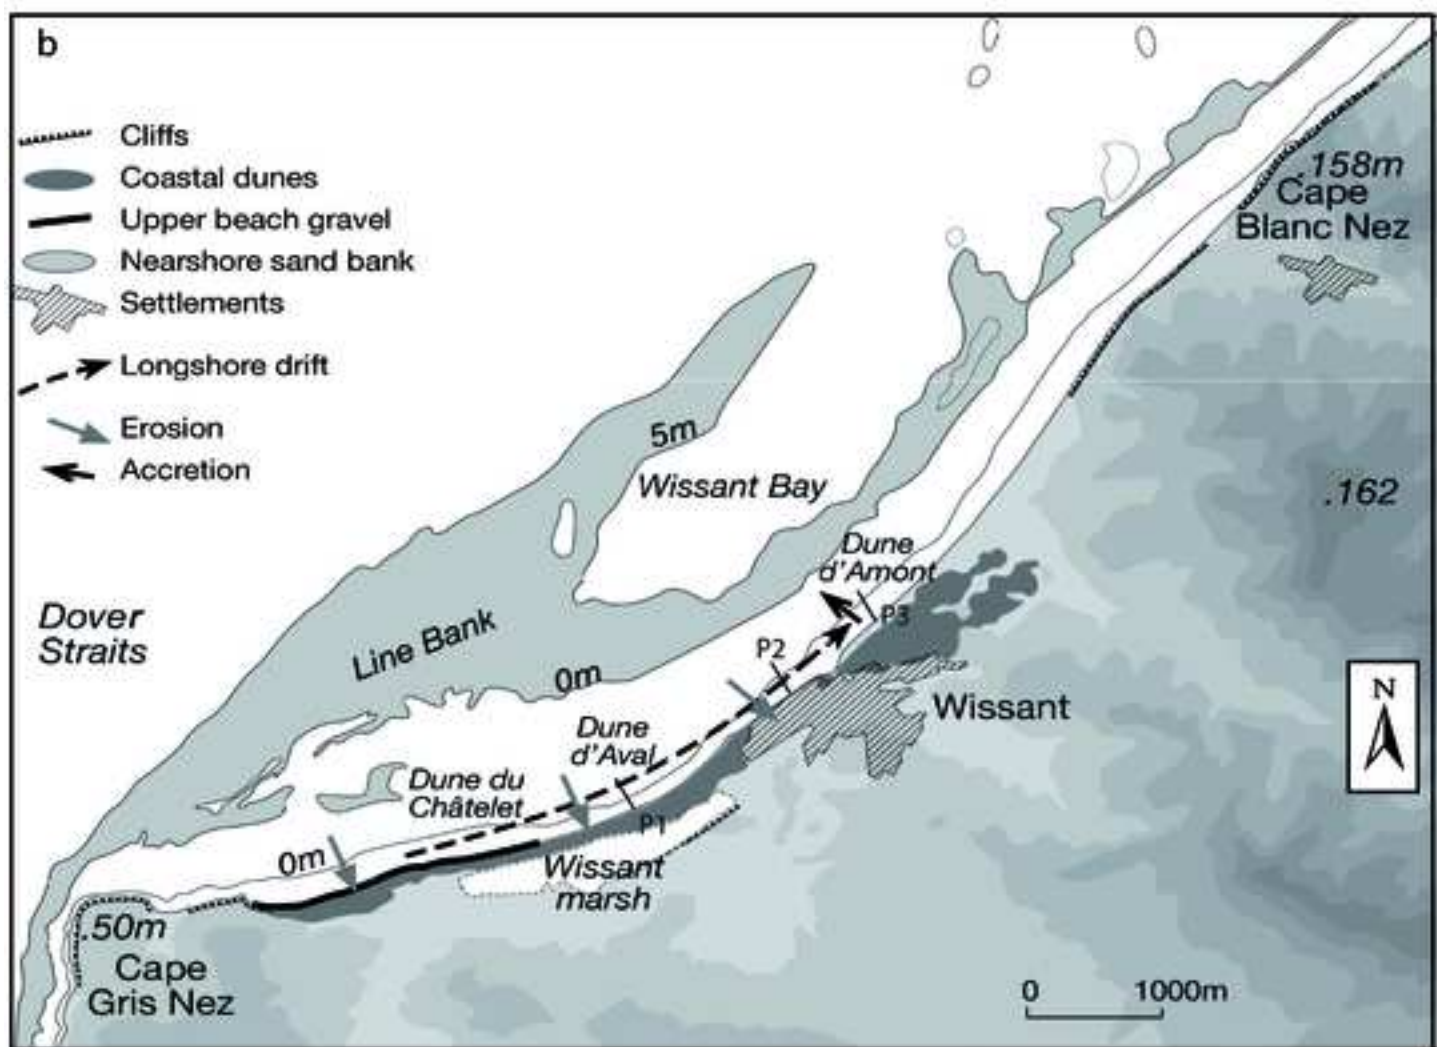 b
Cliffs
Coastal dunes
Upper beach gravel
Nearshore sand bank
Settlements
Longshore drift
Erosion
Accretion
.158m
Cape
Blanc Nez
5m
Wissant Bay
.162
Dune
d'Amont
P3
Dover
Straits
Line Bank
P2
0m
Wissant
N
Dune
d'Aval
Dune du
Châtelet
P1
0m
Wissant
marsh
.50m
Cape
Gris Nez
0 1000m